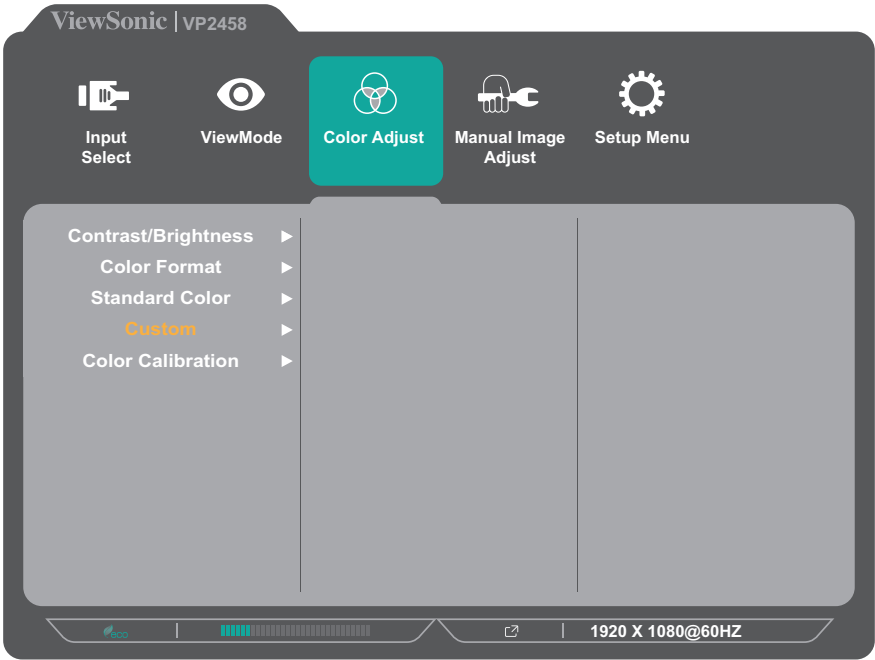 ViewSonic | VP2458
Input
Select
ViewMode
Color Adjust
Manual Image
Adjust
Setup Menu
Contrast/Brightness
Color Format
Standard Color
Custom
Color Calibration
eco
1920 X 1080@60HZ